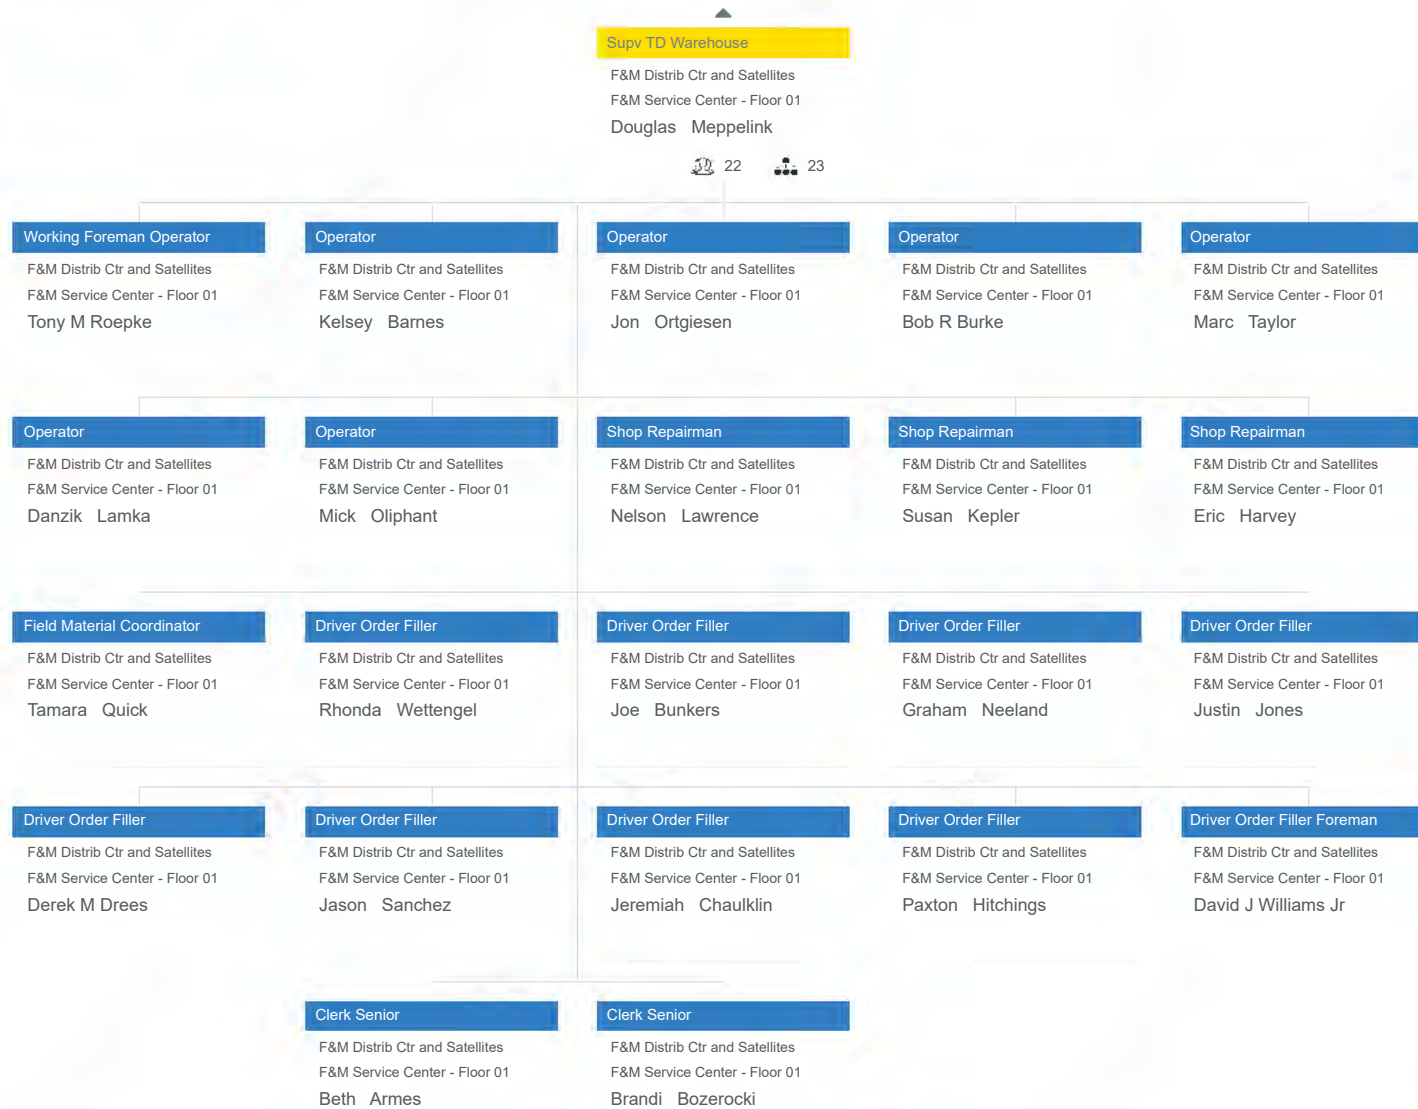 Supv TD Warehouse
F&M Distrib Ctr and Satellites
F&M Service Center - Floor 01
Douglas Meppelink
22 23
Working Foreman Operator
F&M Distrib Ctr and Satellites
F&M Service Center - Floor 01
Tony M Roepke
Operator
F&M Distrib Ctr and Satellites
F&M Service Center - Floor 01
Kelsey Barnes
Operator
F&M Distrib Ctr and Satellites
F&M Service Center - Floor 01
Jon Ortgiesen
Operator
F&M Distrib Ctr and Satellites
F&M Service Center - Floor 01
Bob R Burke
Operator
F&M Distrib Ctr and Satellites
F&M Service Center - Floor 01
Marc Taylor
Operator
F&M Distrib Ctr and Satellites
F&M Service Center - Floor 01
Danzik Lamka
Operator
F&M Distrib Ctr and Satellites
F&M Service Center - Floor 01
Mick Oliphant
Shop Repairman
F&M Distrib Ctr and Satellites
F&M Service Center - Floor 01
Nelson Lawrence
Shop Repairman
F&M Distrib Ctr and Satellites
F&M Service Center - Floor 01
Susan Kepler
Shop Repairman
F&M Distrib Ctr and Satellites
F&M Service Center - Floor 01
Eric Harvey
Field Material Coordinator
F&M Distrib Ctr and Satellites
F&M Service Center - Floor 01
Tamara Quick
Driver Order Filler
F&M Distrib Ctr and Satellites
F&M Service Center - Floor 01
Rhonda Wettengel
Driver Order Filler
F&M Distrib Ctr and Satellites
F&M Service Center - Floor 01
Joe Bunkers
Driver Order Filler
F&M Distrib Ctr and Satellites
F&M Service Center - Floor 01
Graham Neeland
Driver Order Filler
F&M Distrib Ctr and Satellites
F&M Service Center - Floor 01
Justin Jones
Driver Order Filler
F&M Distrib Ctr and Satellites
F&M Service Center - Floor 01
Derek M Drees
Driver Order Filler
F&M Distrib Ctr and Satellites
F&M Service Center - Floor 01
Jason Sanchez
Driver Order Filler
F&M Distrib Ctr and Satellites
F&M Service Center - Floor 01
Jeremiah Chaulklin
Driver Order Filler
F&M Distrib Ctr and Satellites
F&M Service Center - Floor 01
Paxton Hitchings
Driver Order Filler Foreman
F&M Distrib Ctr and Satellites
F&M Service Center - Floor 01
David J Williams Jr
Clerk Senior
F&M Distrib Ctr and Satellites
F&M Service Center - Floor 01
Beth Armes
Clerk Senior
F&M Distrib Ctr and Satellites
F&M Service Center - Floor 01
Brandi Bozerocki